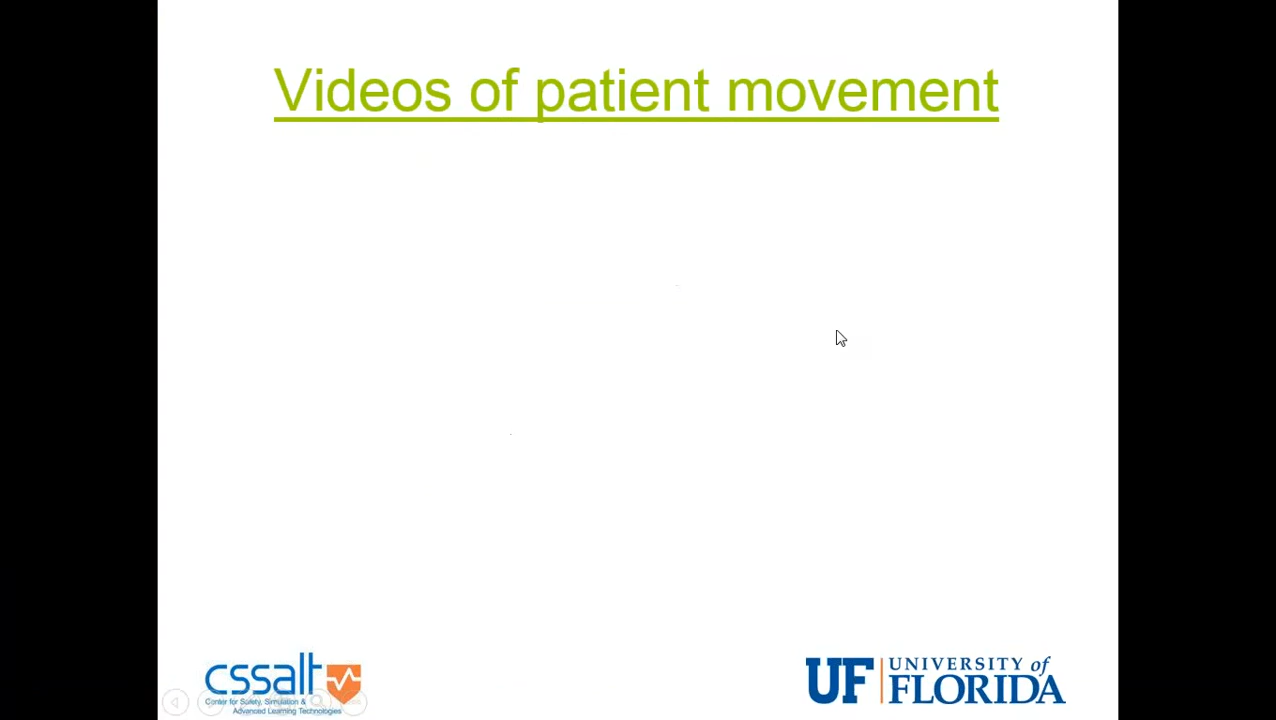 Videos of patient movement
cssalt
Center for Safety, Simulation &
Advanced Learning Technologies
UF UNIVERSITY of
FLORIDA